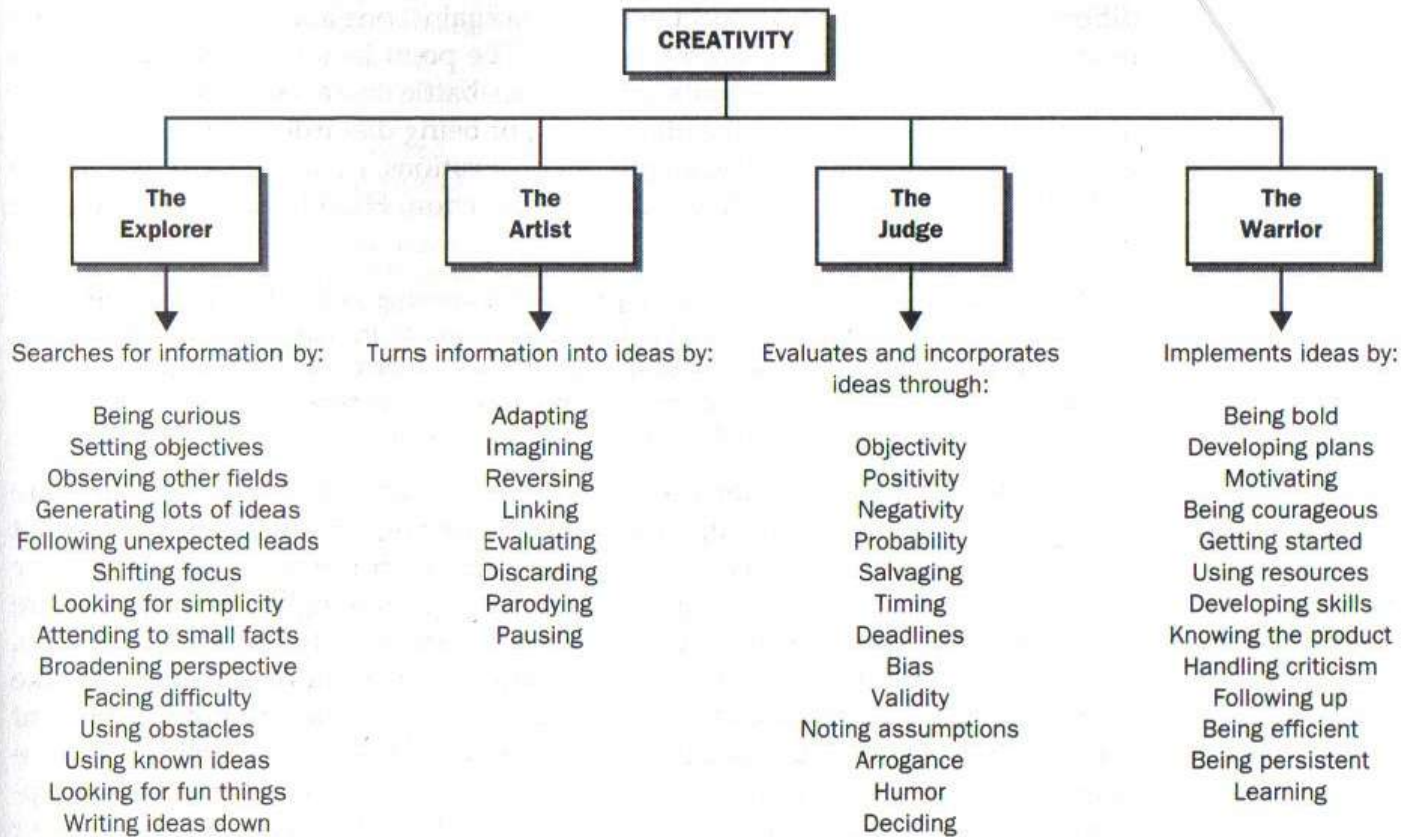 CREATIVITY
The
Explorer
Searches for information by:
Being curious
Setting objectives
Observing other fields
Generating lots of ideas
Following unexpected leads
Shifting focus
Looking for simplicity
Attending to small facts
Broadening perspective
Facing difficulty
Using obstacles
Using known ideas
Looking for fun things
Writing ideas down
The
Artist
Turns information into ideas by:
Adapting
Imagining
Reversing
Linking
Evaluating
Discarding
Parodying
Pausing
The
Judge
Evaluates and incorporates
ideas through:
Objectivity
Positivity
Negativity
Probability
Salvaging
Timing
Deadlines
Bias
Validity
Noting assumptions
Arrogance
Humor
Deciding
The
Warrior
Implements ideas by:
Being bold
Developing plans
Motivating
Being courageous
Getting started
Using resources
Developing skills
Knowing the product
Handling criticism
Following up
Being efficient
Being persistent
Learning